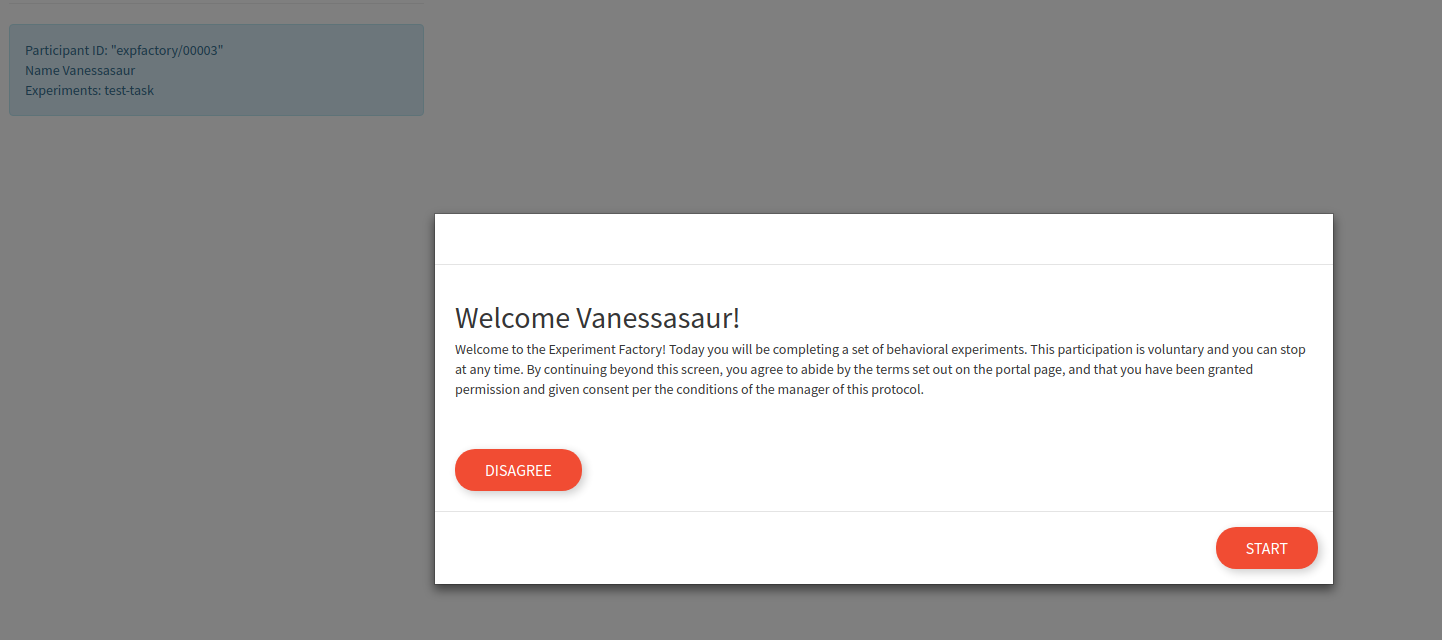 Participant ID: "expfactory/00003"
Name Vanessasaur
Experiments: test-task
Welcome Vanessasaur!
Welcome to the Experiment Factory! Today you will be completing a set of behavioral experiments. This participation is voluntary and you can stop
at any time. By continuing beyond this screen, you agree to abide by the terms set out on the portal page, and that you have been granted
permission and given consent per the conditions of the manager of this protocol.
DISAGREE
START